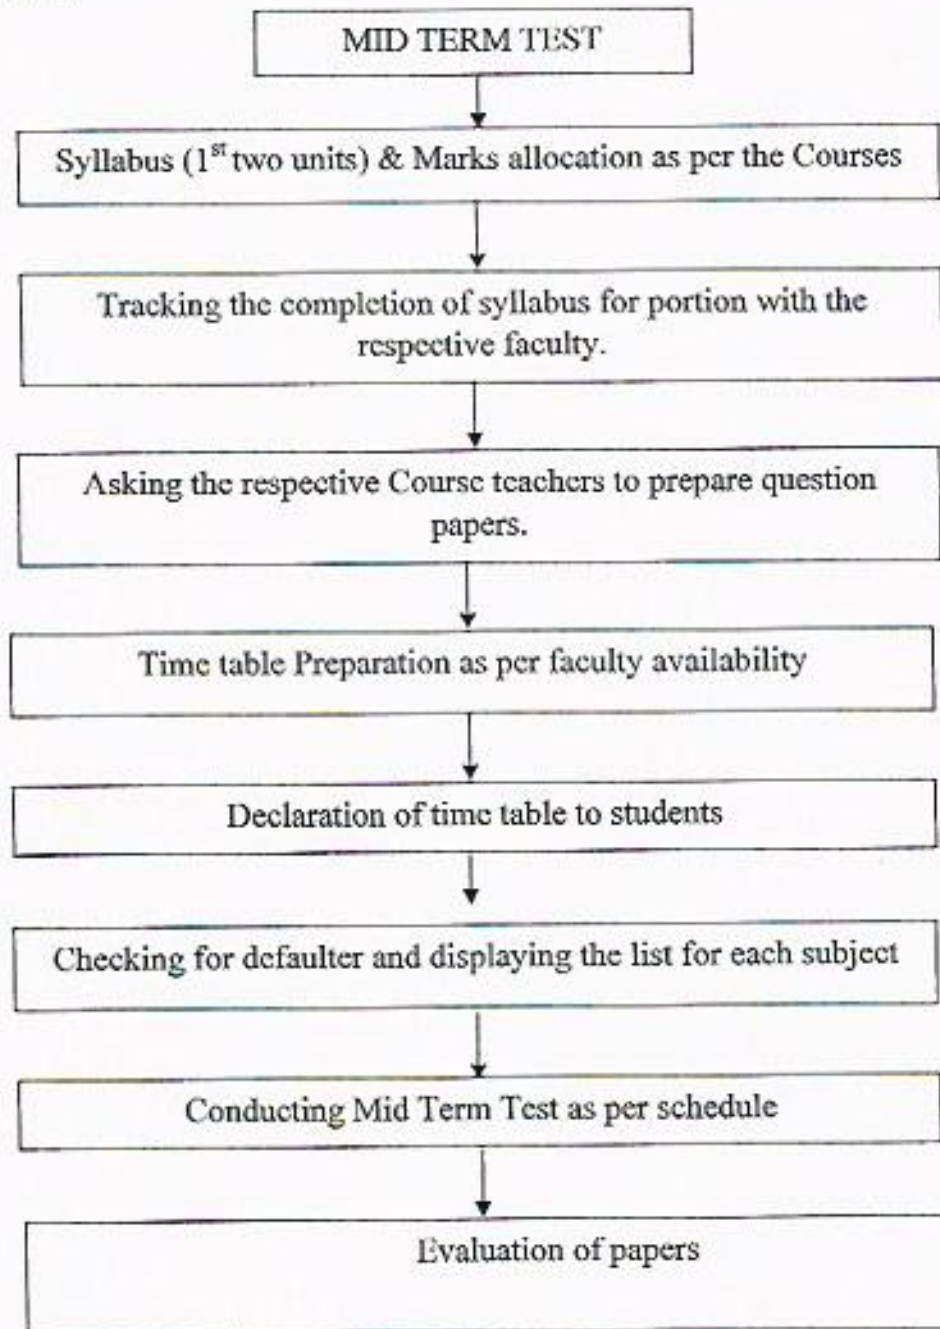 MID TERM TEST
Syllabus (1st two units) & Marks allocation as per the Courses
Tracking the completion of syllabus for portion with the
respective faculty.
Asking the respective Course teachers to prepare question
papers.
Time table Preparation as per faculty availability
Declaration of time table to students
Checking for defaulter and displaying the list for each subject
Conducting Mid Term Test as per schedule
Evaluation of papers